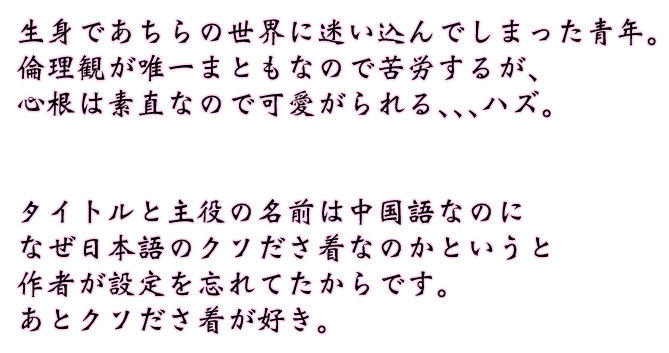 生身であちらの世界に迷い込んでしまった青年。
倫理観が唯一まともなので苦労するが、
心根は素直なので可愛がられる、、、ハズ。
タイトルと主役の名前は中国語なのに
なぜ日本語のクソださ着なのかというと
作者が設定を忘れてたからです。
あとクソださ着が好き。